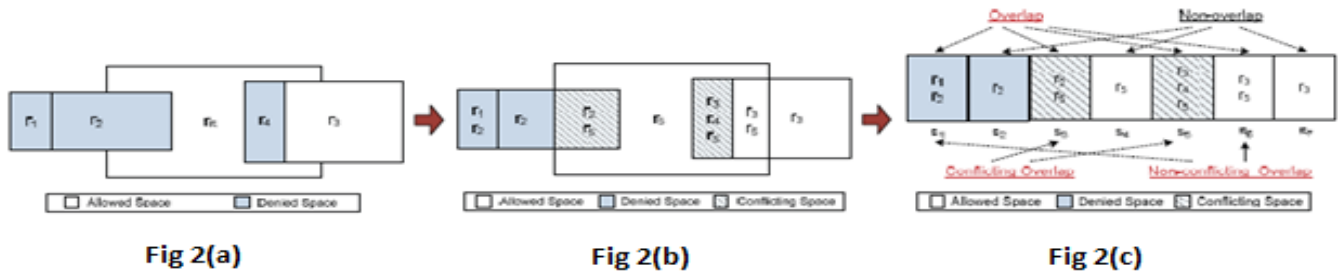 r1 r2 r5 r4 r3
Allowed Space Denied Space
Fig 2(a)
r1 r2
r2
r2 r5
r5
r3 r4 r5
r3 r5
r3
Allowed Space Denied Space Conflicting Space
Fig 2(b)
Overlap Non-overlap
r1 r2
r2
r2 r5
r5
r3 r4 r5
r3 r5
r3
s1 s2 s3 s4 s5 s6 s7
Conflicting Overlap Non-conflicting Overlap
Allowed Space Denied Space Conflicting Space
Fig 2(c)